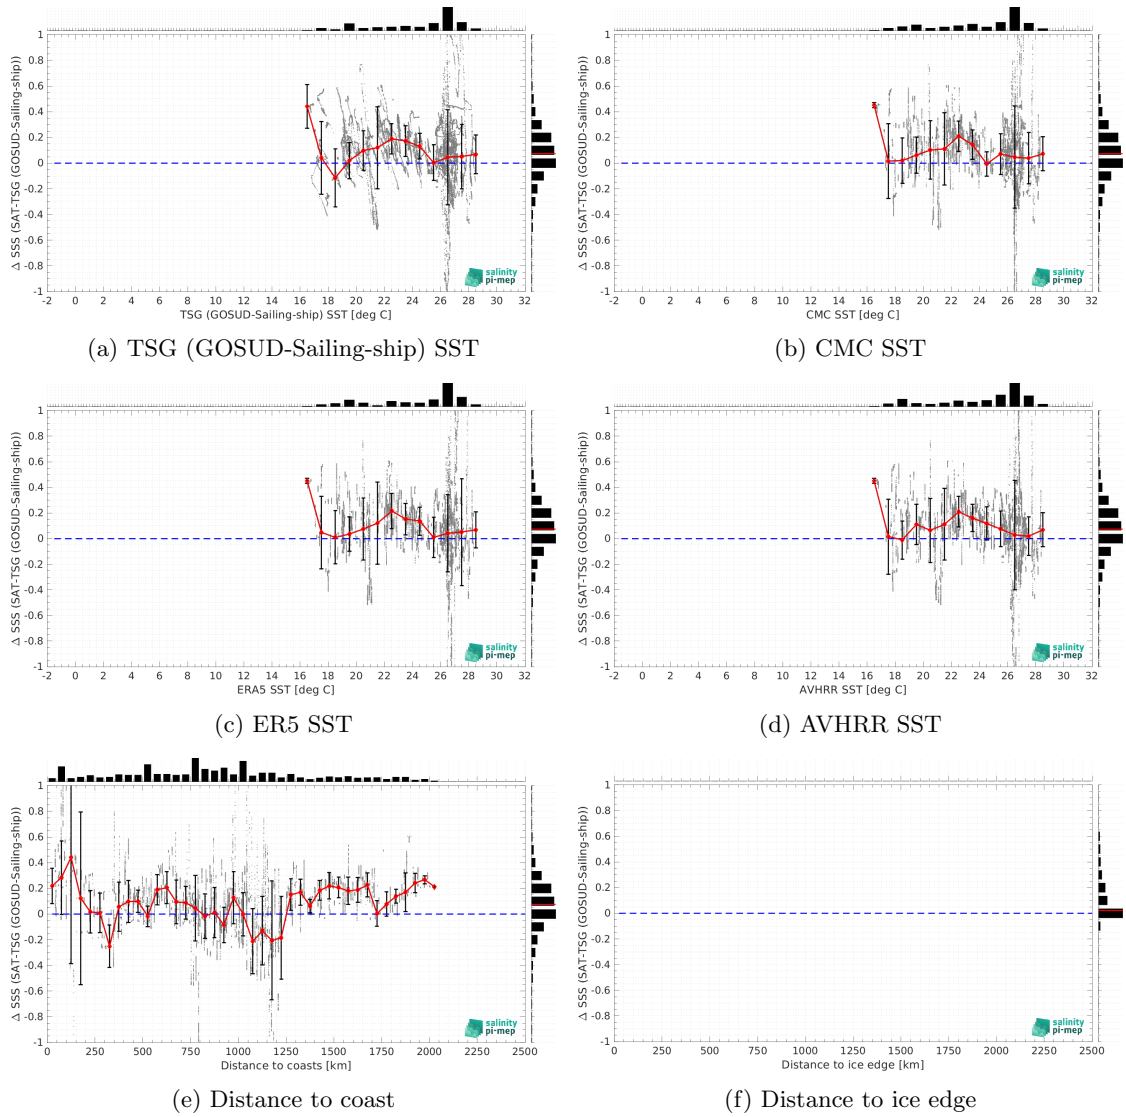 1
0.8
0.6
0.4
0.2
0
-0.2
-0.4
-0.6
-0.8
-1
Δ SSS (SAT-TSG (GOSUD-Sailing-ship))
-2 0 2 4 6 8 10 12 14 16 18 20 22 24 26 28 30 32
TSG (GOSUD-Sailing-ship) SST [deg C]
salinity
pi-mep
(a) TSG (GOSUD-Sailing-ship) SST
1
0.8
0.6
0.4
0.2
0
-0.2
-0.4
-0.6
-0.8
-1
Δ SSS (SAT-TSG (GOSUD-Sailing-ship))
-2 0 2 4 6 8 10 12 14 16 18 20 22 24 26 28 30 32
CMC SST [deg C]
salinity
pi-mep
(b) CMC SST
1
0.8
0.6
0.4
0.2
0
-0.2
-0.4
-0.6
-0.8
-1
Δ SSS (SAT-TSG (GOSUD-Sailing-ship))
-2 0 2 4 6 8 10 12 14 16 18 20 22 24 26 28 30 32
ERA5 SST [deg C]
salinity
pi-mep
(c) ER5 SST
1
0.8
0.6
0.4
0.2
0
-0.2
-0.4
-0.6
-0.8
-1
Δ SSS (SAT-TSG (GOSUD-Sailing-ship))
-2 0 2 4 6 8 10 12 14 16 18 20 22 24 26 28 30 32
AVHRR SST [deg C]
salinity
pi-mep
(d) AVHRR SST
1
0.8
0.6
0.4
0.2
0
-0.2
-0.4
-0.6
-0.8
-1
Δ SSS (SAT-TSG (GOSUD-Sailing-ship))
0 250 500 750 1000 1250 1500 1750 2000 2250 2500
Distance to coasts [km]
salinity
pi-mep
(e) Distance to coast
1
0.8
0.6
0.4
0.2
0
-0.2
-0.4
-0.6
-0.8
-1
Δ SSS (SAT-TSG (GOSUD-Sailing-ship))
0 250 500 750 1000 1250 1500 1750 2000 2250 2500
Distance to ice edge [km]
salinity
pi-mep
(f) Distance to ice edge